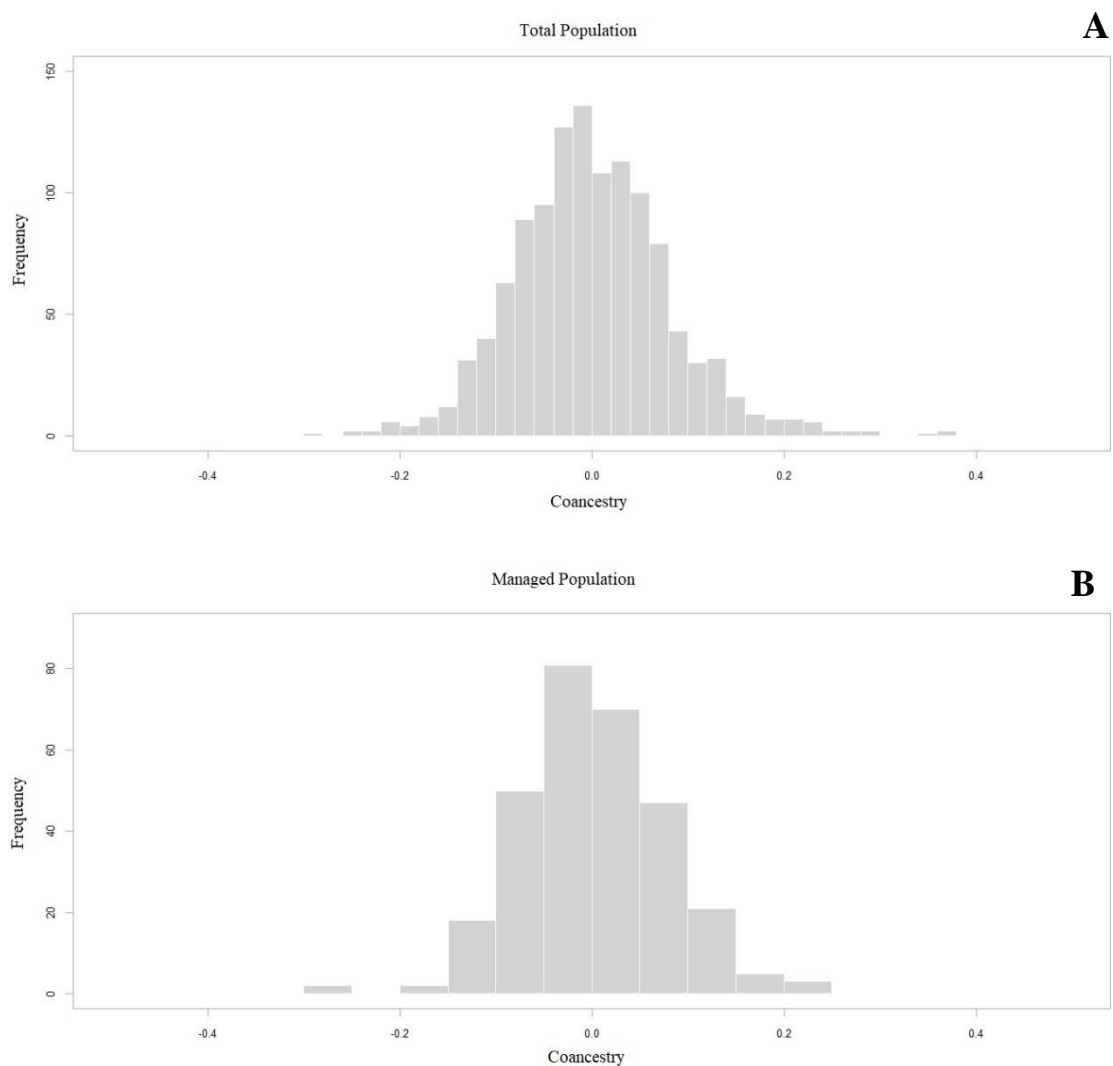 Total Population
A
150
100
50
0
Frequency
-0.4 -0.2 0.0 0.2 0.4
Coancestry
Managed Population
B
80
60
40
20
0
Frequency
-0.4 -0.2 0.0 0.2 0.4
Coancestry